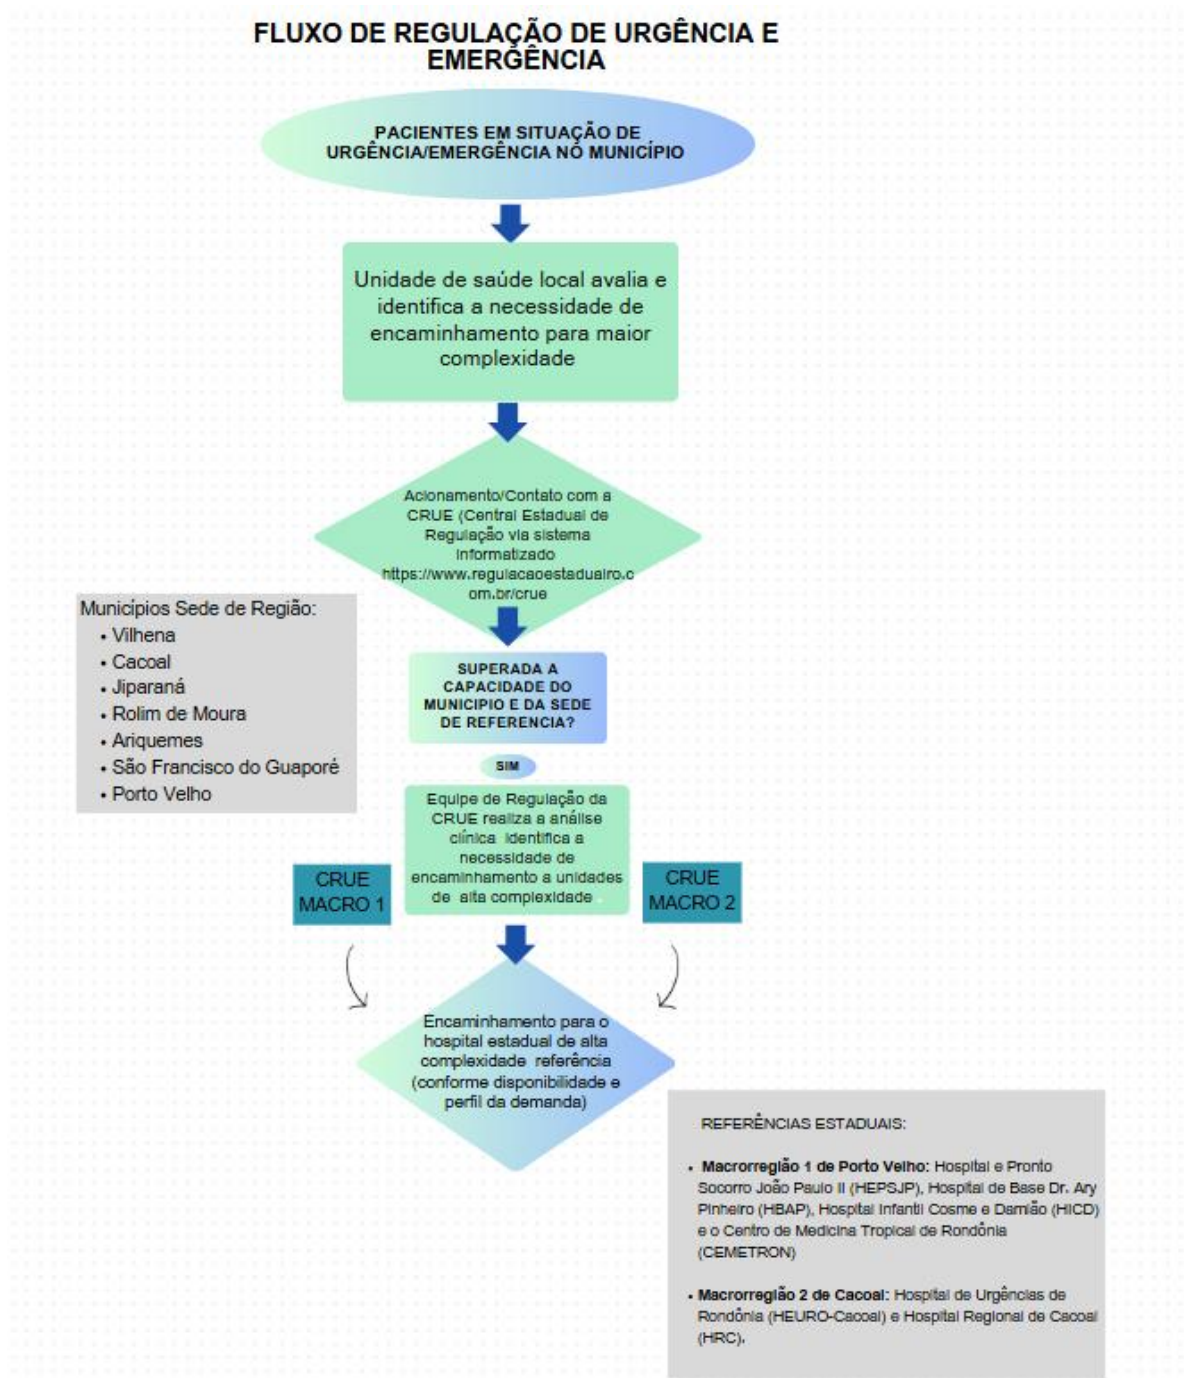 FLUXO DE REGULAÇÃO DE URGÊNCIA E
EMERGÊNCIA
PACIENTES EM SITUAÇÃO DE
URGÊNCIA/EMERGÊNCIA NO MUNICÍPIO
Unidade de saúde local avalia e
identifica a necessidade de
encaminhamento para maior
complexidade
Acionamento/Contato com a
CRUE (Central Estadual de
Regulação via sistema
informatizado
https://www.regulacaoestadualro.c
om.br/crue
Municípios Sede de Região:
• Vilhena
• Cacoal
• Jiparaná
• Rolim de Moura
• Ariquemes
• São Francisco do Guaporé
• Porto Velho
SUPERADA A
CAPACIDADE DO
MUNICIPIO E DA SEDE
DE REFERENCIA?
SIM
Equipe de Regulação da
CRUE realiza a análise
clínica identifica a
necessidade de
encaminhamento a unidades
de alta complexidade .
CRUE
MACRO 1
CRUE
MACRO 2
Encaminhamento para o
hospital estadual de alta
complexidade referência
(conforme disponibilidade e
perfil da demanda)
REFERÊNCIAS ESTADUAIS:
• Macrorregião 1 de Porto Velho: Hospital e Pronto
Socorro João Paulo II (HEPSJP), Hospital de Base Dr. Ary
Pinheiro (HBAP), Hospital Infantil Cosme e Damião (HICD)
e o Centro de Medicina Tropical de Rondônia
(CEMETRON)
• Macrorregião 2 de Cacoal: Hospital de Urgências de
Rondônia (HEURO-Cacoal) e Hospital Regional de Cacoal
(HRC).